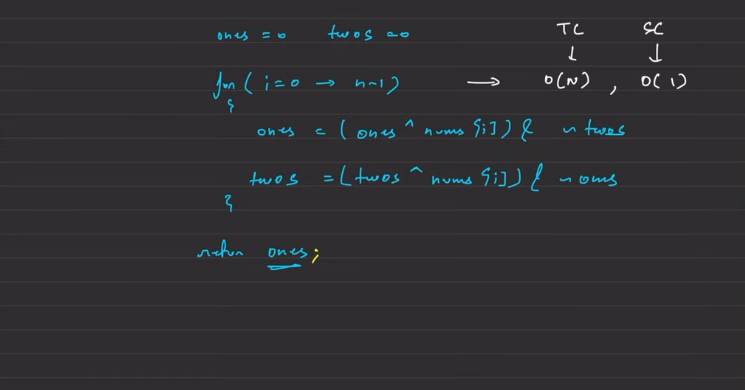 ones = 0 twos = 0
TC SC
↓ ↓
for ( i = 0 → n-1 ) → O(N) , O(1)
{
ones = ( ones ^ nums [i] ) & ~ twos
twos = ( twos ^ nums [i] ) & ~ ones
}
return ones ;